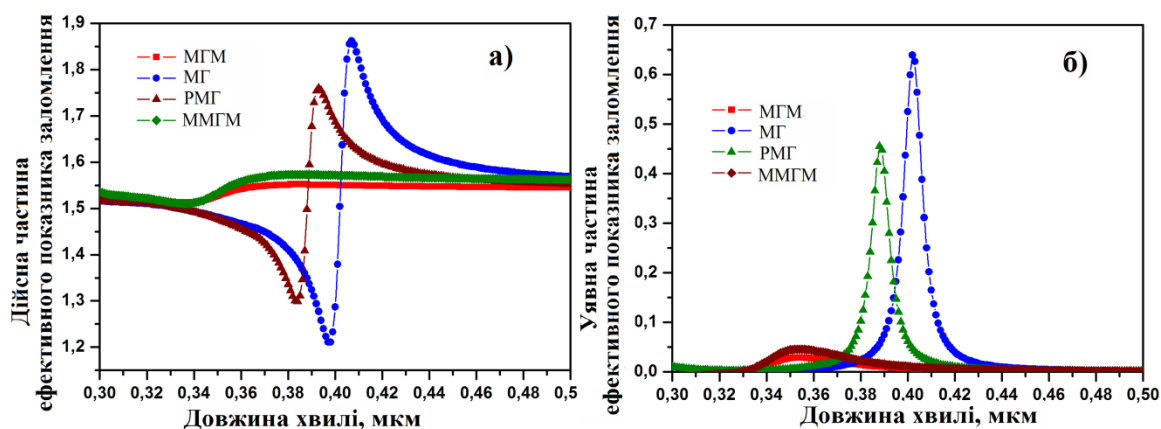 Дійсна частина
ефективного показника заломлення
1,9
1,8
1,7
1,6
1,5
1,4
1,3
1,2
МГМ
МГ
РМГ
ММГМ
а)
0,30
0,32
0,34
0,36
0,38
0,40
0,42
0,44
0,46
0,48
0,5
Довжина хвилі, мкм
Уявна частина
ефективного показника заломлення
0,7
0,6
0,5
0,4
0,3
0,2
0,1
0,0
МГМ
МГ
РМГ
ММГМ
б)
0,30
0,32
0,34
0,36
0,38
0,40
0,42
0,44
0,46
0,48
0,50
Довжина хвилі, мкм